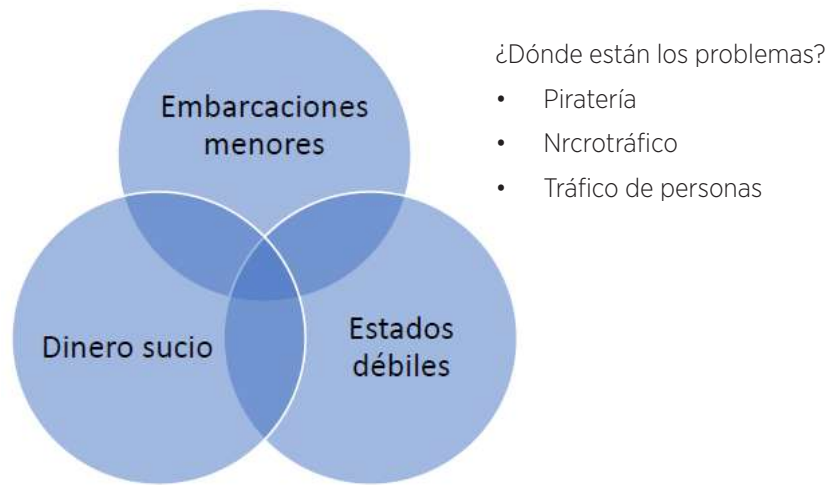 Embarcaciones
menores
Dinero sucio
Estados
débiles
¿Dónde están los problemas?
• Piratería
• Nrcrotráfico
• Tráfico de personas